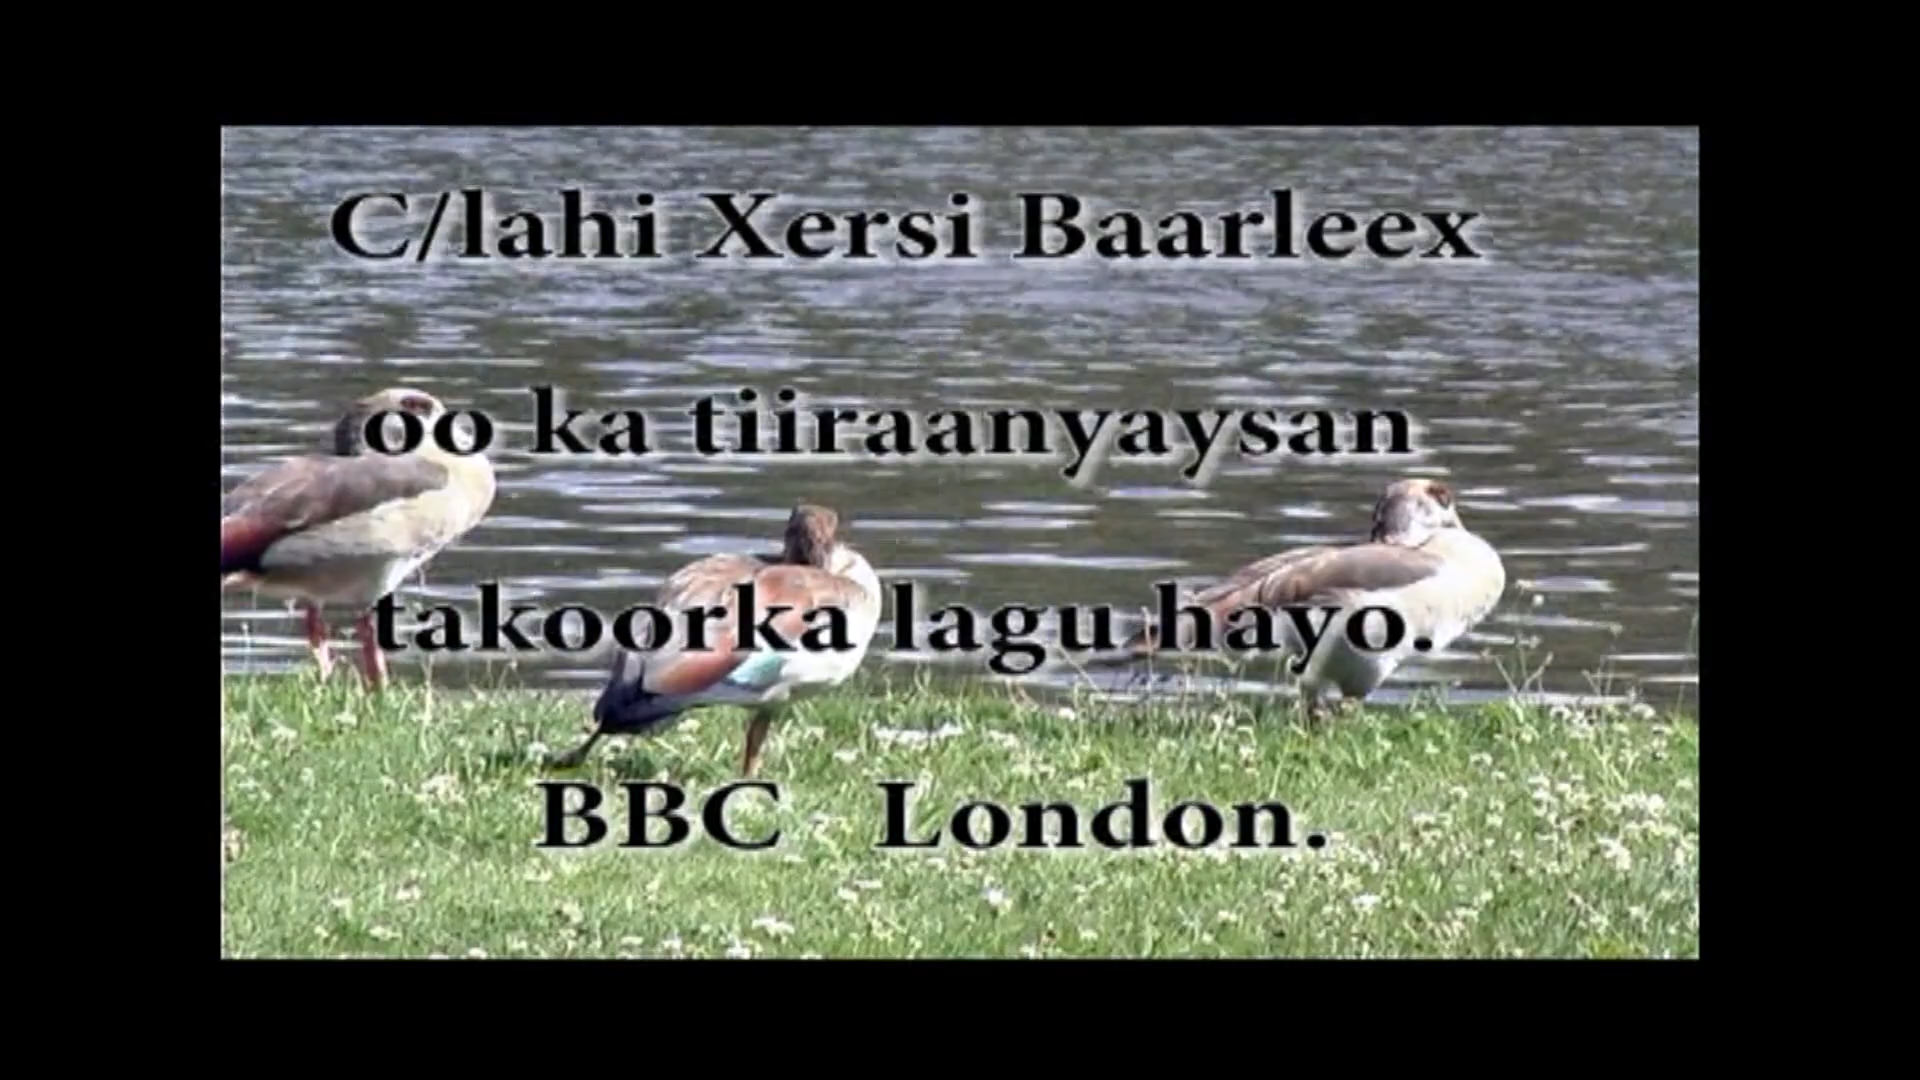 C/lahi Xersi Baarleex
oo ka tiiraanyaysan
takoorka lagu hayo.
BBC London.